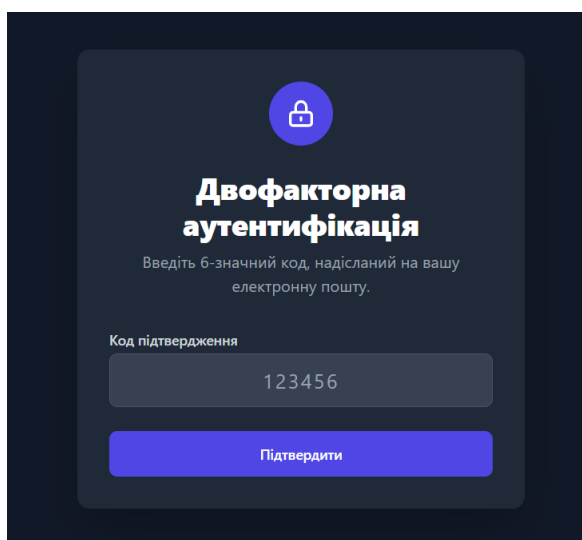 Двофакторна
аутентифікація
Введіть 6-значний код, надісланий на вашу
електронну пошту.
Код підтвердження
123456
Підтвердити